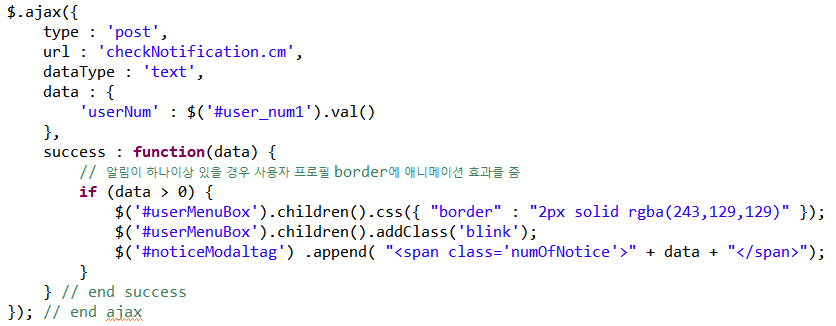 $.ajax({
    type : 'post',
    url : 'checkNotification.cm',
    dataType : 'text',
    data : {
        'userNum' : $('#user_num1').val()
    },
    success : function(data) {
        // 알림이 하나이상 있을 경우 사용자 프로필 border에 애니메이션 효과를 줌
        if (data > 0) {
            $('#userMenuBox').children().css({ "border" : "2px solid rgba(243,129,129)" });
            $('#userMenuBox').children().addClass('blink');
            $('#noticeModaltag') .append( "<span class='numOfNotice'>" + data + "</span>");
        }
    } // end success
}); // end ajax